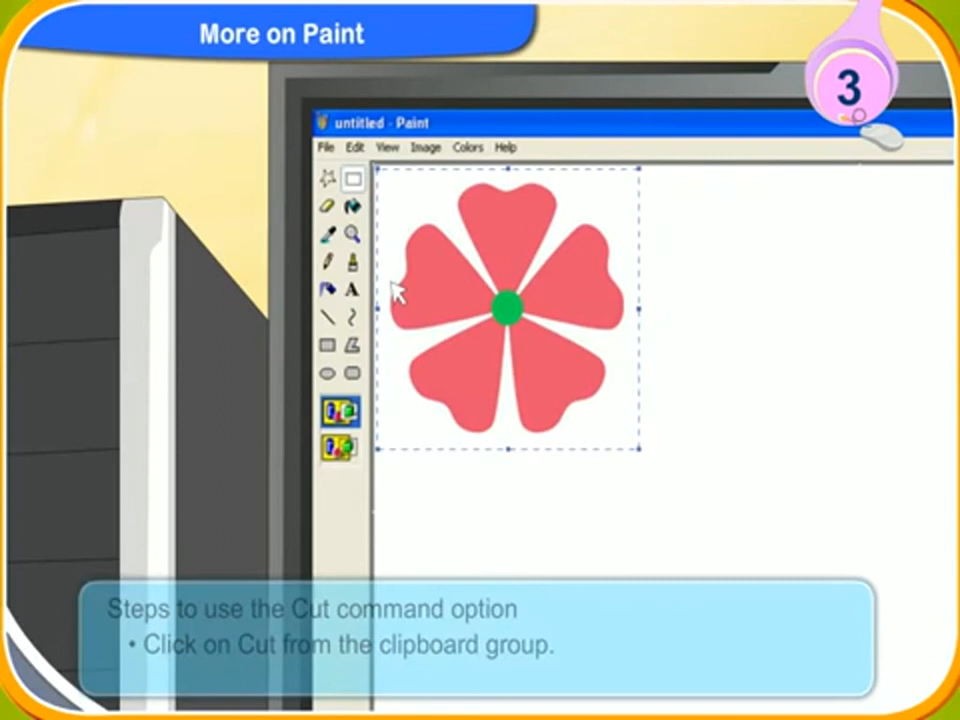 More on Paint
3
untitled - Paint
File Edit View Image Colors Help
A
Steps to use the Cut command option
• Click on Cut from the clipboard group.